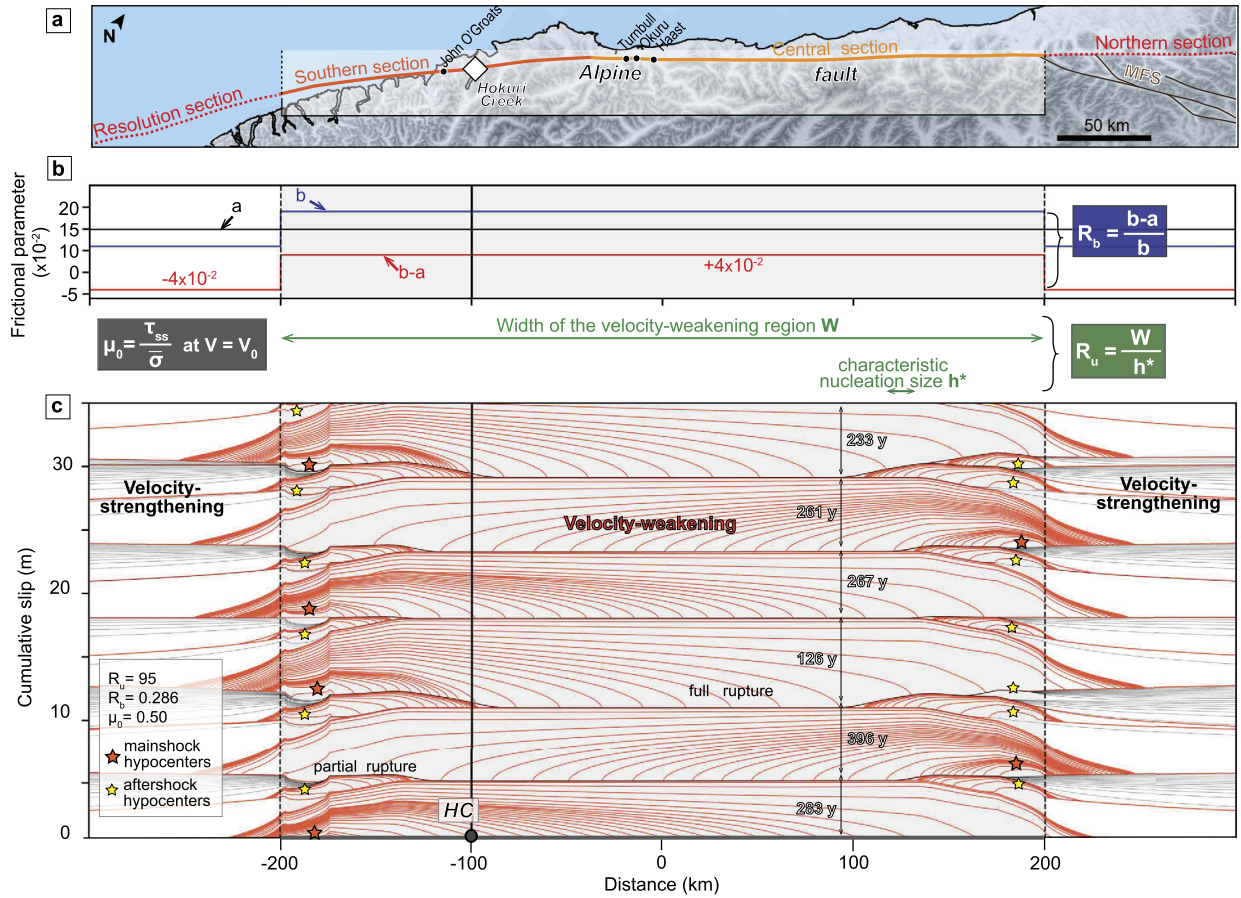 a
N
Resolution section
Southern section
John O'Groats
Hokuri
Creek
Alpine
Turnbull
Okuru
Haast
Central section
fault
Northern section
MFS
50 km
b
Frictional parameter
(x10⁻²)
20
15
10
0
-5
a
b
b-a
-4x10⁻²
+4x10⁻²
R_b = b-a / b
μ₀= τ_ss / σ̅ at V = V₀
Width of the velocity-weakening region W
characteristic
nucleation size h*
R_u = W / h*
c
Cumulative slip (m)
30
20
10
0
Velocity-
strengthening
Velocity-weakening
Velocity-
strengthening
233 y
261 y
267 y
126 y
396 y
283 y
full rupture
partial rupture
HC
R_u = 95
R_b = 0.286
μ₀ = 0.50
mainshock
hypocenters
aftershock
hypocenters
-200
-100
0
100
200
Distance (km)